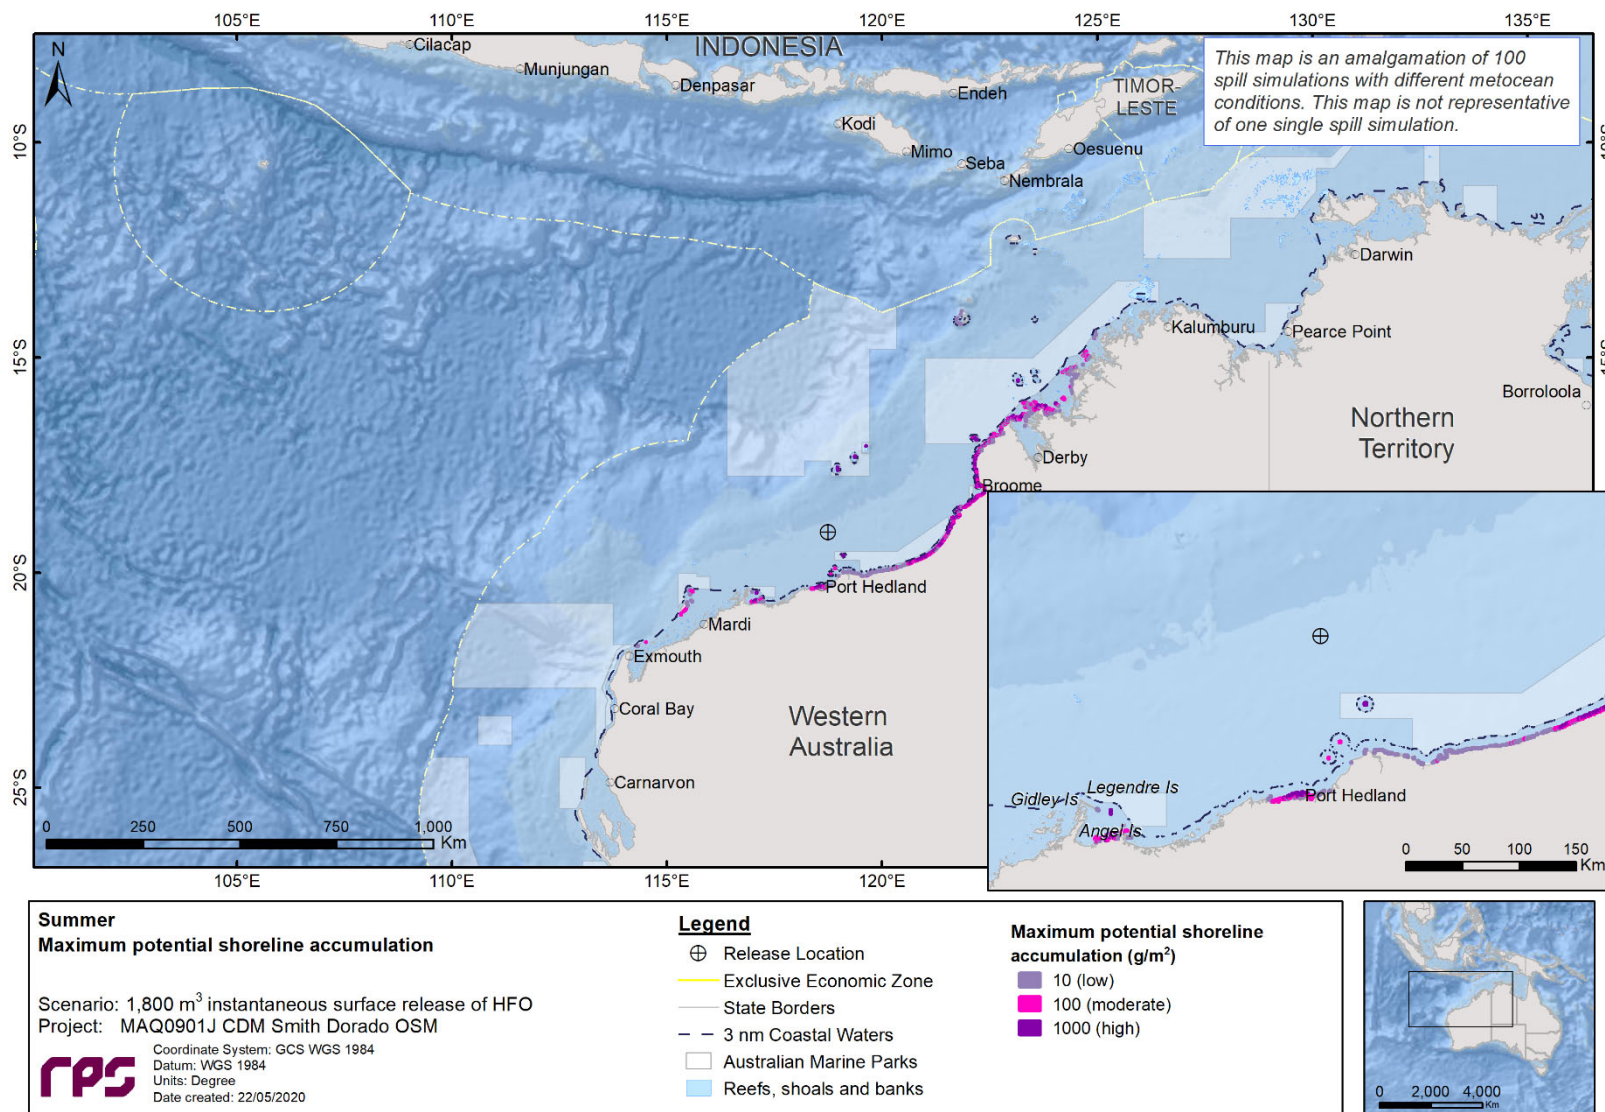 105°E 110°E 115°E 120°E 125°E 130°E 135°E
N
Cilacap
INDONESIA
Munjungan
Denpasar
Endeh
TIMOR-
LESTE
This map is an amalgamation of 100
spill simulations with different metocean
conditions. This map is not representative
of one single spill simulation.
Kodi
10°S
10°S
Mimo
Oesuenu
Seba
Nembrala
Darwin
Kalumburu
Pearce Point
15°S
15°S
Borroloola
Northern
Territory
Derby
Broome
20°S
Port Hedland
Mardi
Exmouth
Coral Bay
Western
Australia
Carnarvon
25°S
0 250 500 750 1,000
Km
105°E 110°E 115°E 120°E
Legendre Is
Gidley Is
Port Hedland
Angel Is
0 50 100 150
Km
Summer
Maximum potential shoreline accumulation
Scenario: 1,800 m³ instantaneous surface release of HFO
Project: MAQ0901J CDM Smith Dorado OSM
rps
Coordinate System: GCS WGS 1984
Datum: WGS 1984
Units: Degree
Date created: 22/05/2020
Legend
Release Location
Exclusive Economic Zone
State Borders
3 nm Coastal Waters
Australian Marine Parks
Reefs, shoals and banks
Maximum potential shoreline
accumulation (g/m²)
10 (low)
100 (moderate)
1000 (high)
0 2,000 4,000
Km